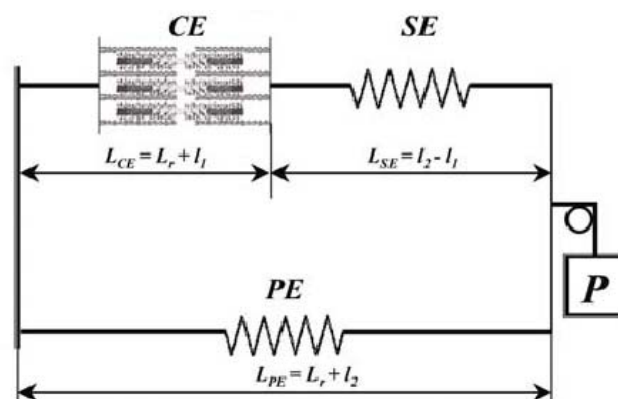 CE SE
L_CE = L_r + l_1 L_SE = l_2 - l_1
P
PE
L_PE = L_r + l_2